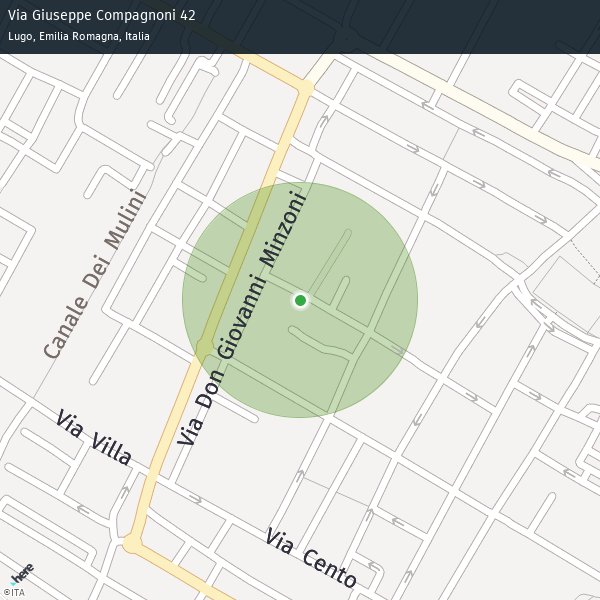 Via Giuseppe Compagnoni 42
Lugo, Emilia Romagna, Italia
Canale Dei Mulini
Via Don Giovanni Minzoni
Via Villa
Via Cento
here
©ITA